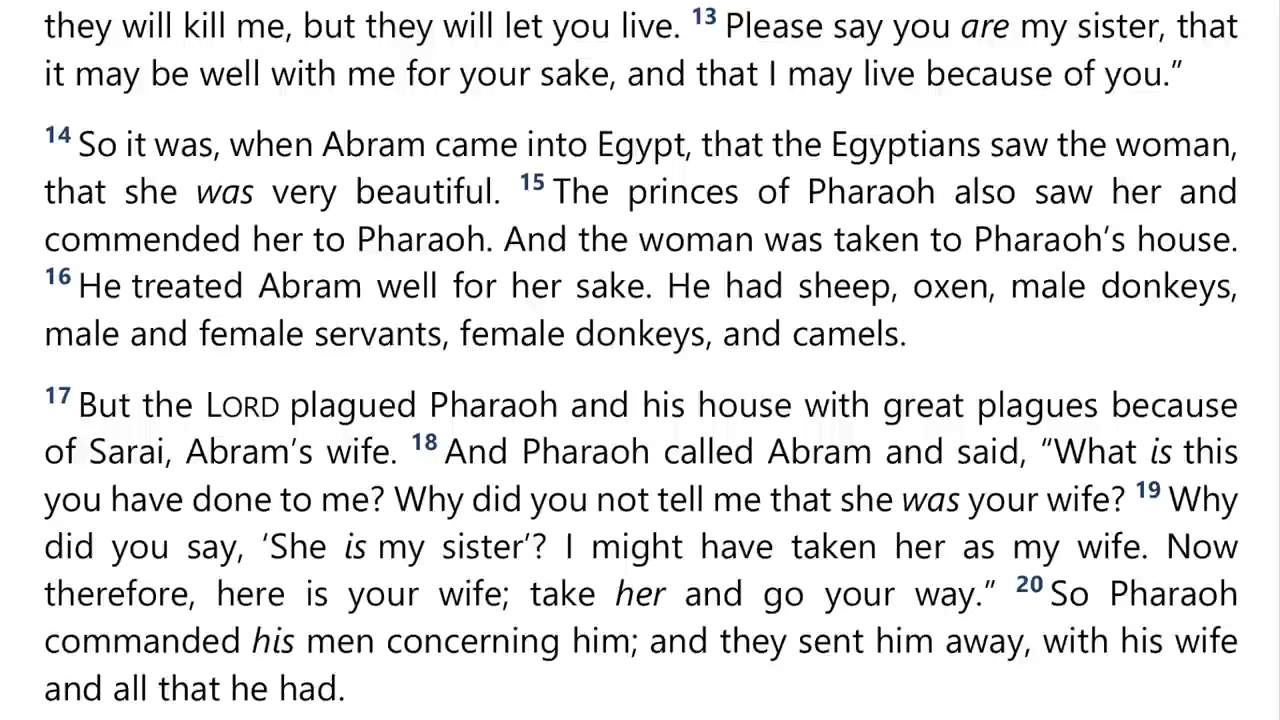 they will kill me, but they will let you live. 13 Please say you are my sister, that
it may be well with me for your sake, and that I may live because of you.”
14 So it was, when Abram came into Egypt, that the Egyptians saw the woman,
that she was very beautiful. 15 The princes of Pharaoh also saw her and
commended her to Pharaoh. And the woman was taken to Pharaoh’s house.
16 He treated Abram well for her sake. He had sheep, oxen, male donkeys,
male and female servants, female donkeys, and camels.
17 But the LORD plagued Pharaoh and his house with great plagues because
of Sarai, Abram’s wife. 18 And Pharaoh called Abram and said, “What is this
you have done to me? Why did you not tell me that she was your wife? 19 Why
did you say, ‘She is my sister’? I might have taken her as my wife. Now
therefore, here is your wife; take her and go your way.” 20 So Pharaoh
commanded his men concerning him; and they sent him away, with his wife
and all that he had.